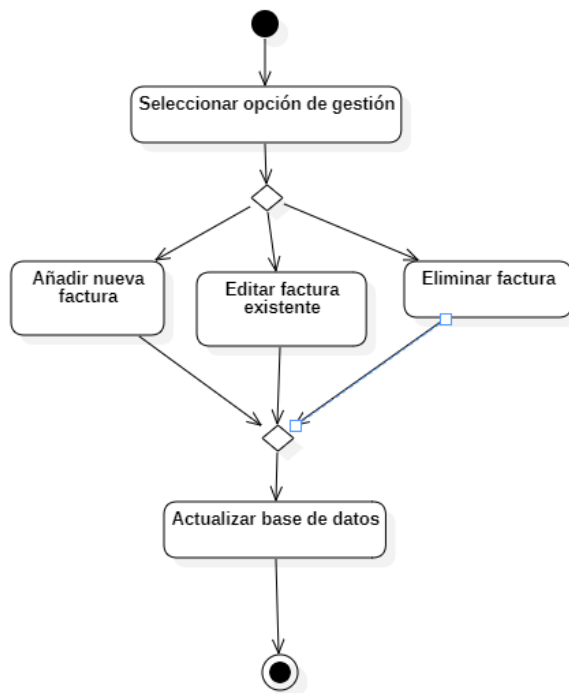 Seleccionar opción de gestión
Añadir nueva
factura
Editar factura
existente
Eliminar factura
Actualizar base de datos